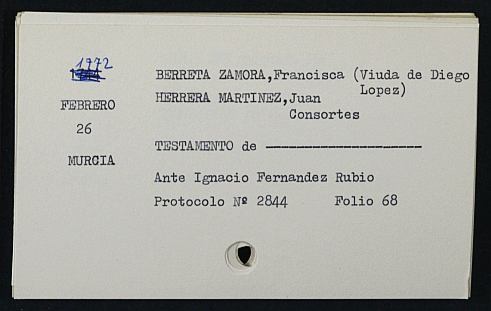 1772
BERRETA ZAMORA,Francisca (Viuda de Diego
Lopez)
FEBRERO
HERRERA MARTINEZ,Juan
Consortes
26
TESTAMENTO de ---------------------
MURCIA
Ante Ignacio Fernandez Rubio
Protocolo Nº 2844 Folio 68